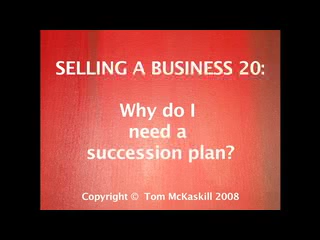 SELLING A BUSINESS 20:
Why do I
need a
succession plan?
Copyright © Tom McKaskill 2008